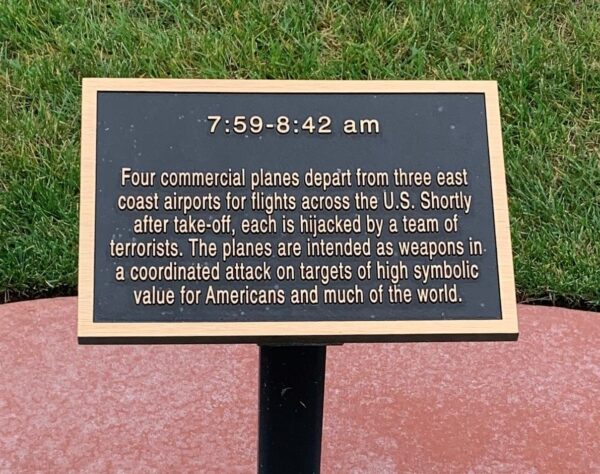 7:59-8:42 am
Four commercial planes depart from three east
coast airports for flights across the U.S. Shortly
after take-off, each is hijacked by a team of
terrorists. The planes are intended as weapons in
a coordinated attack on targets of high symbolic
value for Americans and much of the world.